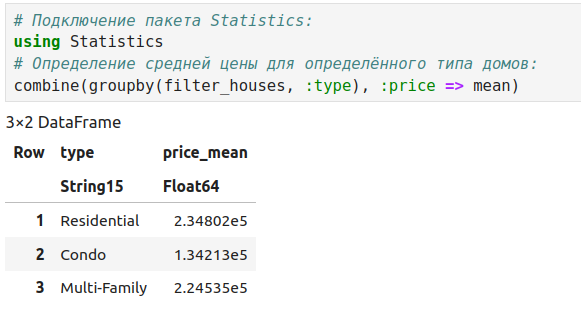 # Подключение пакета Statistics:
using Statistics
# Определение средней цены для определённого типа домов:
combine(groupby(filter_houses, :type), :price => mean)
3×2 DataFrame
Row type price_mean
String15 Float64
1 Residential 2.34802e5
2 Condo 1.34213e5
3 Multi-Family 2.24535e5